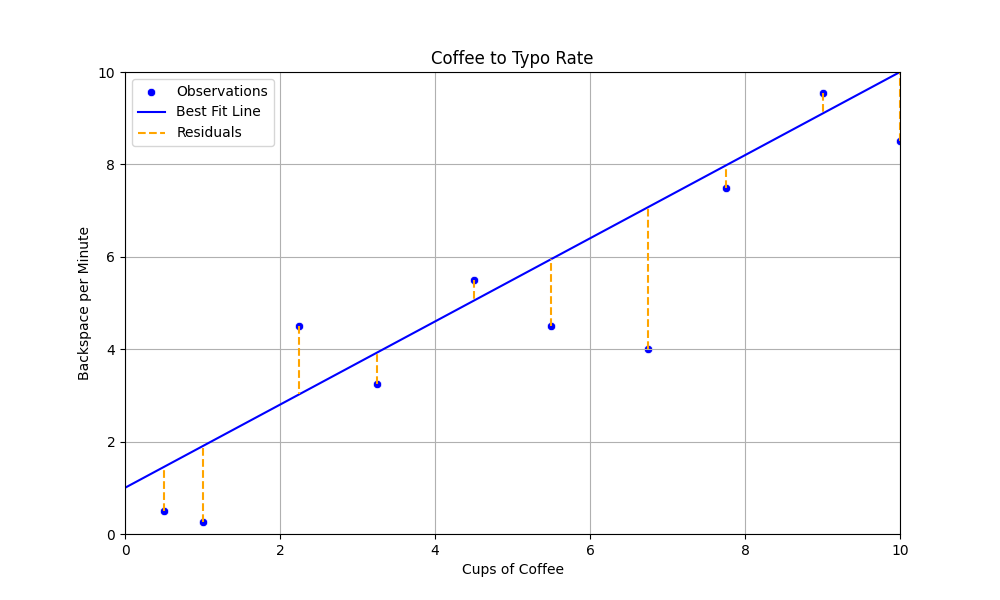 Coffee to Typo Rate
Observations
Best Fit Line
Residuals
10
8
6
4
2
0
Backspace per Minute
0 2 4 6 8 10
Cups of Coffee